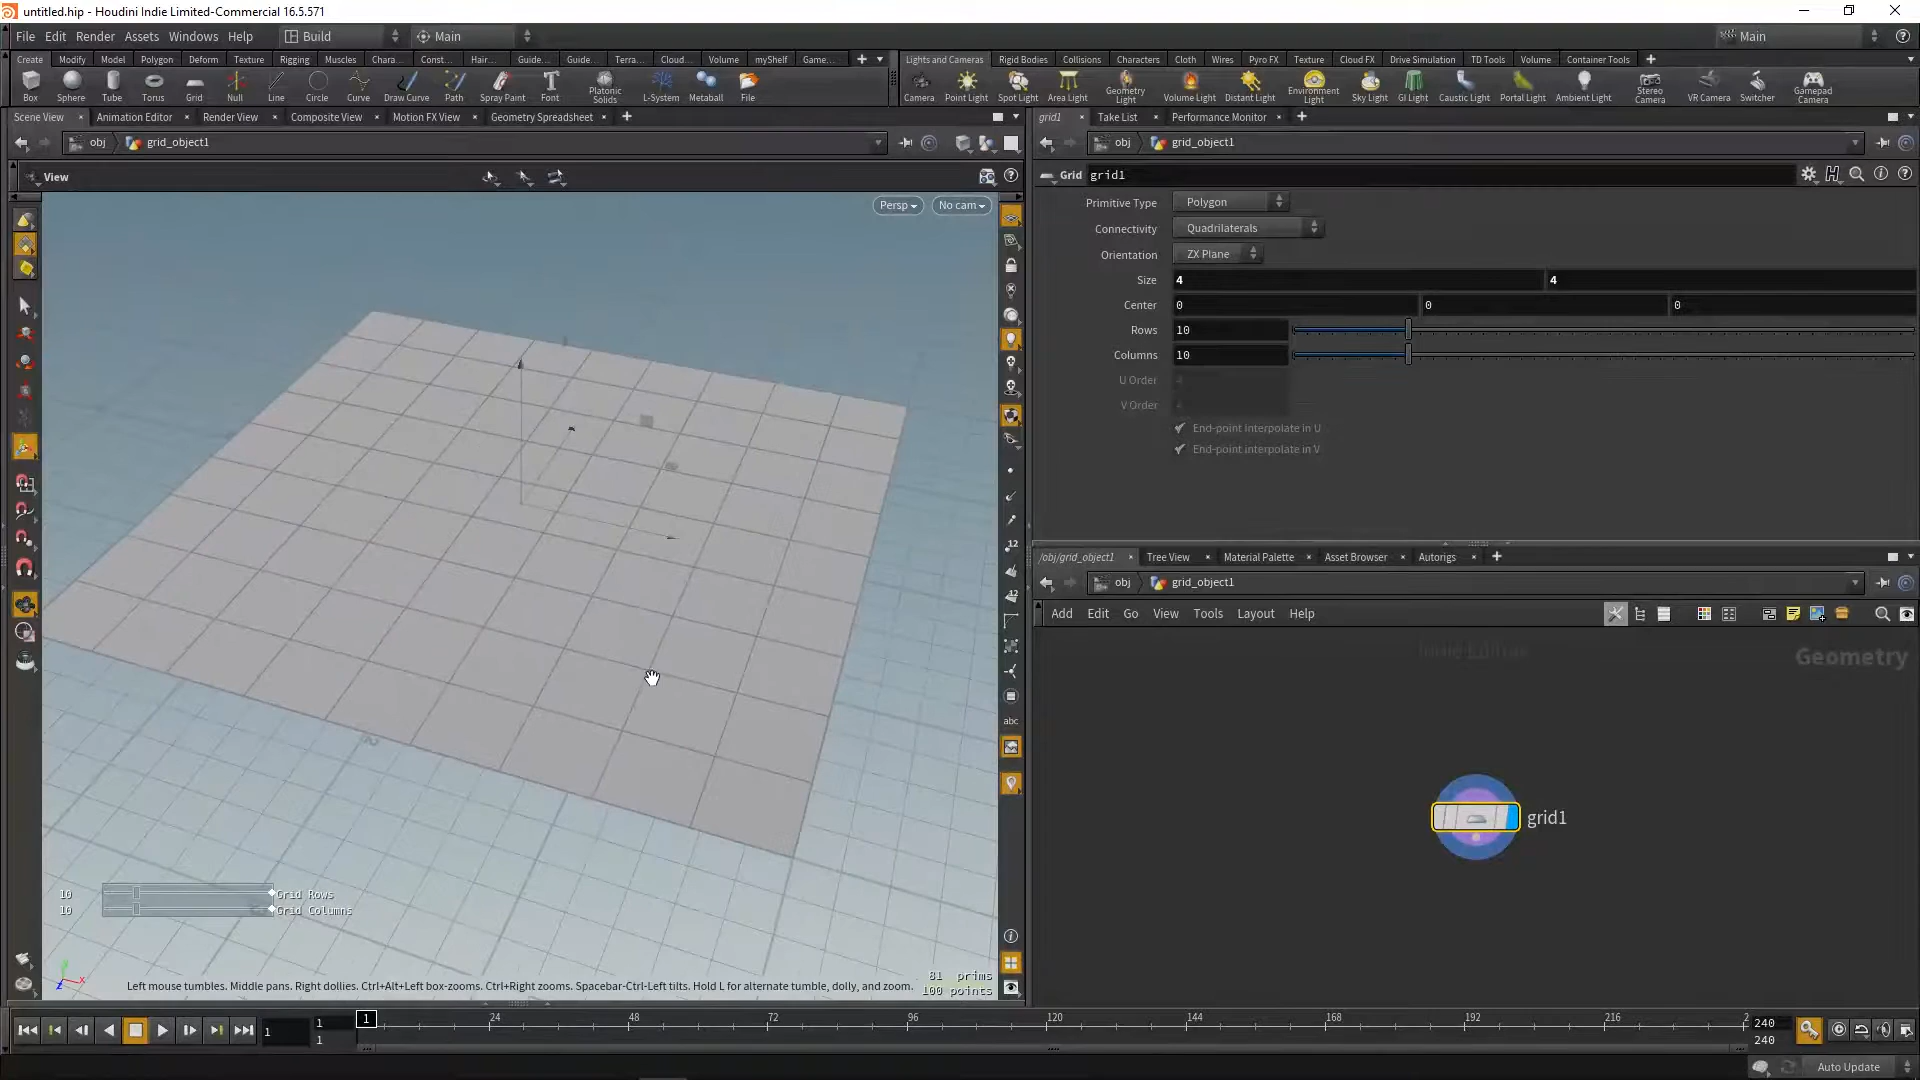 untitled.hip - Houdini Indie Limited-Commercial 16.5.571
File Edit Render Assets Windows Help Build Main Main
Create Modify Model Polygon Deform Texture Rigging Muscles Chara... Const... Hair... Guide... Guide... Terra... Cloud... Volume myShelf Game...
Lights and Cameras Rigid Bodies Collisions Characters Cloth Wires Pyro FX Texture Cloud FX Drive Simulation TD Tools Volume Container Tools
Box Sphere Tube Torus Grid Null Line Circle Curve Draw Curve Path Spray Paint Font Platonic Solids L-System Metaball File
Camera Point Light Spot Light Area Light Geometry Light Volume Light Distant Light Environment Light Sky Light GI Light Caustic Light Portal Light Ambient Light Stereo Camera VR Camera Switcher Gamepad Camera
Scene View Animation Editor Render View Composite View Motion FX View Geometry Spreadsheet
obj grid_object1
View
Persp No cam
12
12
abc
10 Grid Rows
10 Grid Columns
Left mouse tumbles. Middle pans. Right dollies. Ctrl+Alt+Left box-zooms. Ctrl+Right zooms. Spacebar-Ctrl-Left tilts. Hold L for alternate tumble, dolly, and zoom.
81 prims
100 points
grid1 Take List Performance Monitor
obj grid_object1
Grid grid1
Primitive Type Polygon
Connectivity Quadrilaterals
Orientation ZX Plane
Size 4 4
Center 0 0 0
Rows 10
Columns 10
U Order 4
V Order 4
End-point interpolate in U
End-point interpolate in V
/obj/grid_object1 Tree View Material Palette Asset Browser Autorigs
obj grid_object1
Add Edit Go View Tools Layout Help
Indie Edition
Geometry
grid1
1 1 1 1 24 48 72 96 120 144 168 192 216 2 240 240
Auto Update